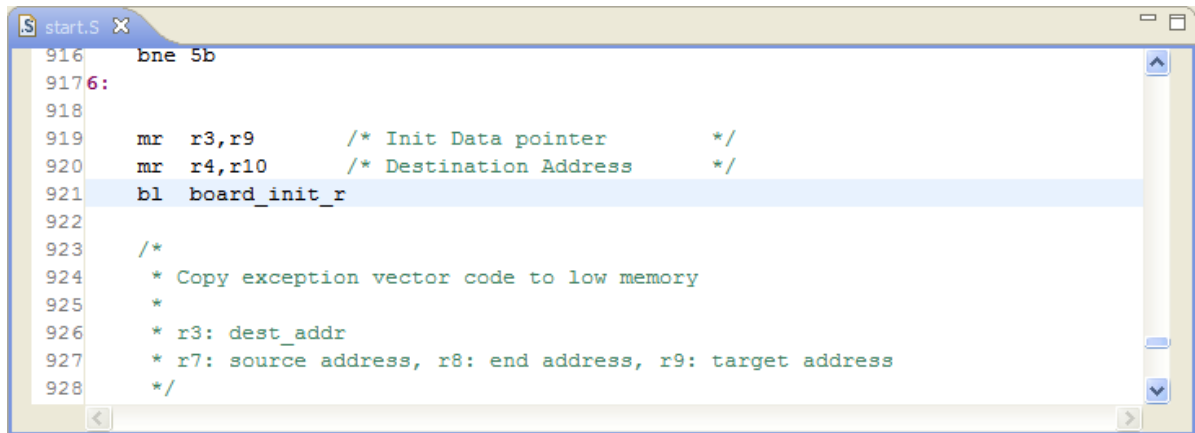 start.S
916 bne 5b
917 6:
918
919 mr r3,r9 /* Init Data pointer */
920 mr r4,r10 /* Destination Address */
921 bl board_init_r
922
923 /*
924 * Copy exception vector code to low memory
925 *
926 * r3: dest_addr
927 * r7: source address, r8: end address, r9: target address
928 */